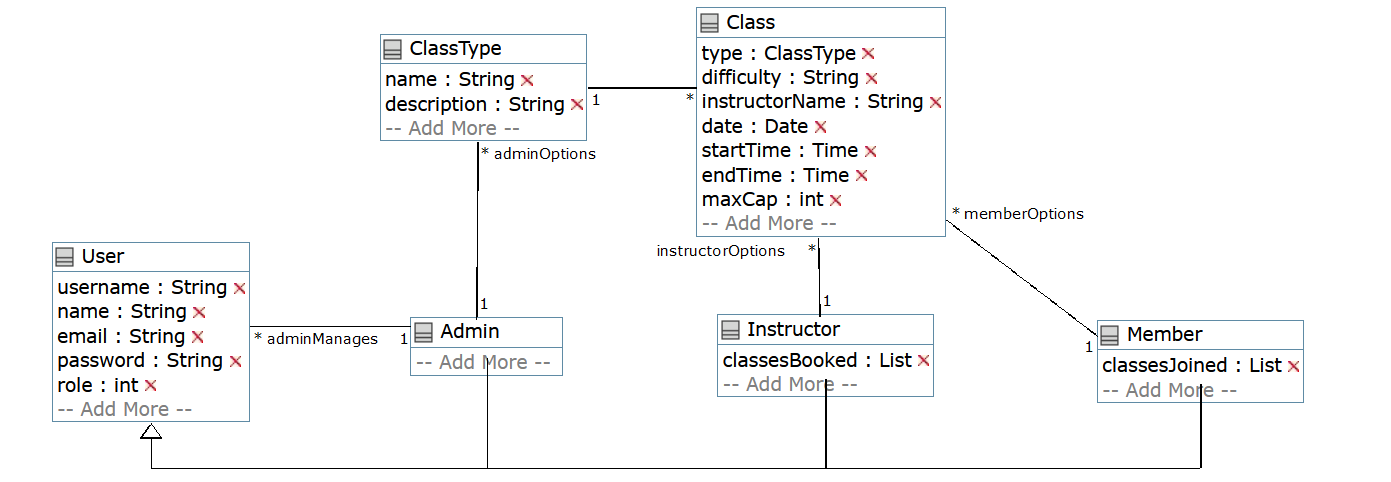 ClassType
name : String
description : String
-- Add More --
1
*
* adminOptions
1
Class
type : ClassType
difficulty : String
instructorName : String
date : Date
startTime : Time
endTime : Time
maxCap : int
-- Add More --
* memberOptions
1
instructorOptions *
1
User
username : String
name : String
email : String
password : String
role : int
-- Add More --
* adminManages 1
Admin
-- Add More --
Instructor
classesBooked : List
-- Add More --
Member
classesJoined : List
-- Add More --